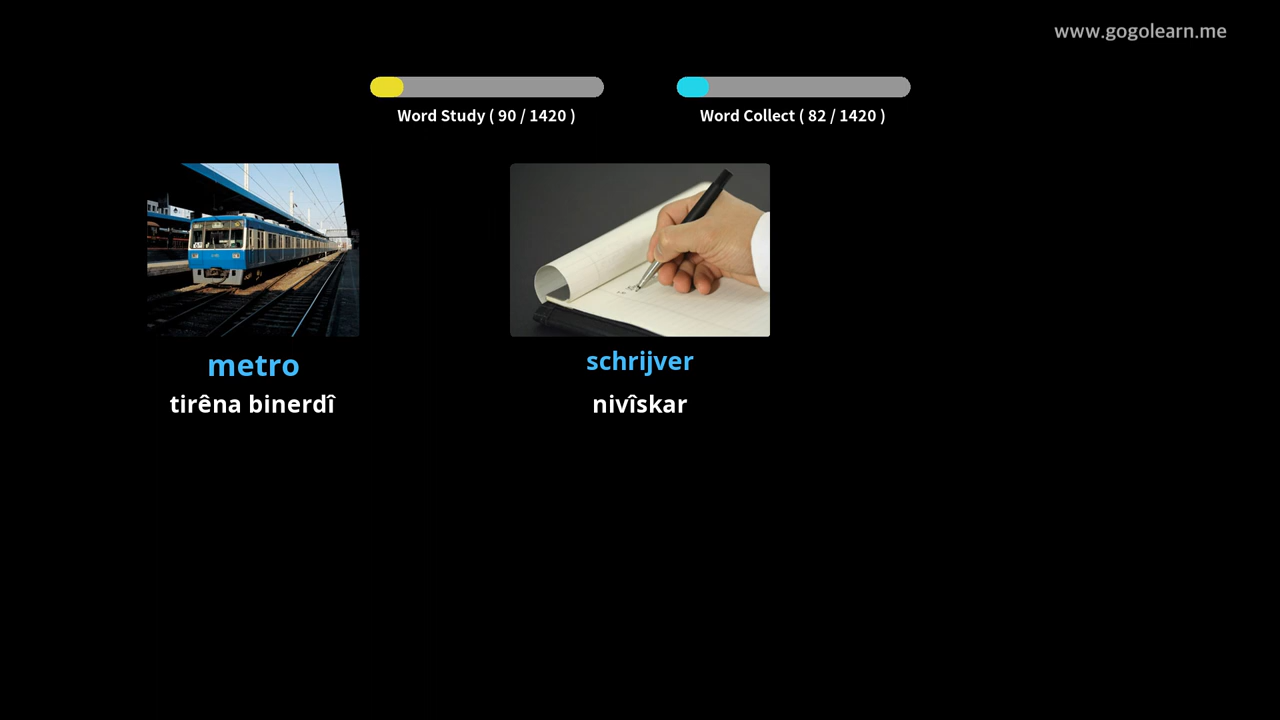 www.gogolearn.me
Word Study ( 90 / 1420 )
Word Collect ( 82 / 1420 )
metro
tirêna binerdî
schrijver
nivîskar